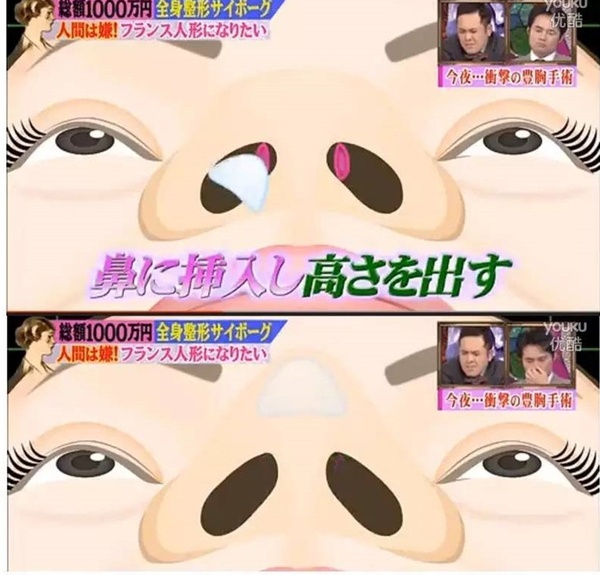 総額1000万円 全身整形サイボーグ
人間は嫌!フランス人形になりたい
YOUKU
优酷
今夜…衝撃の豊胸手術
鼻に挿入し高さを出す
総額1000万円 全身整形サイボーグ
人間は嫌!フランス人形になりたい
YOUKU
优酷
今夜…衝撃の豊胸手術